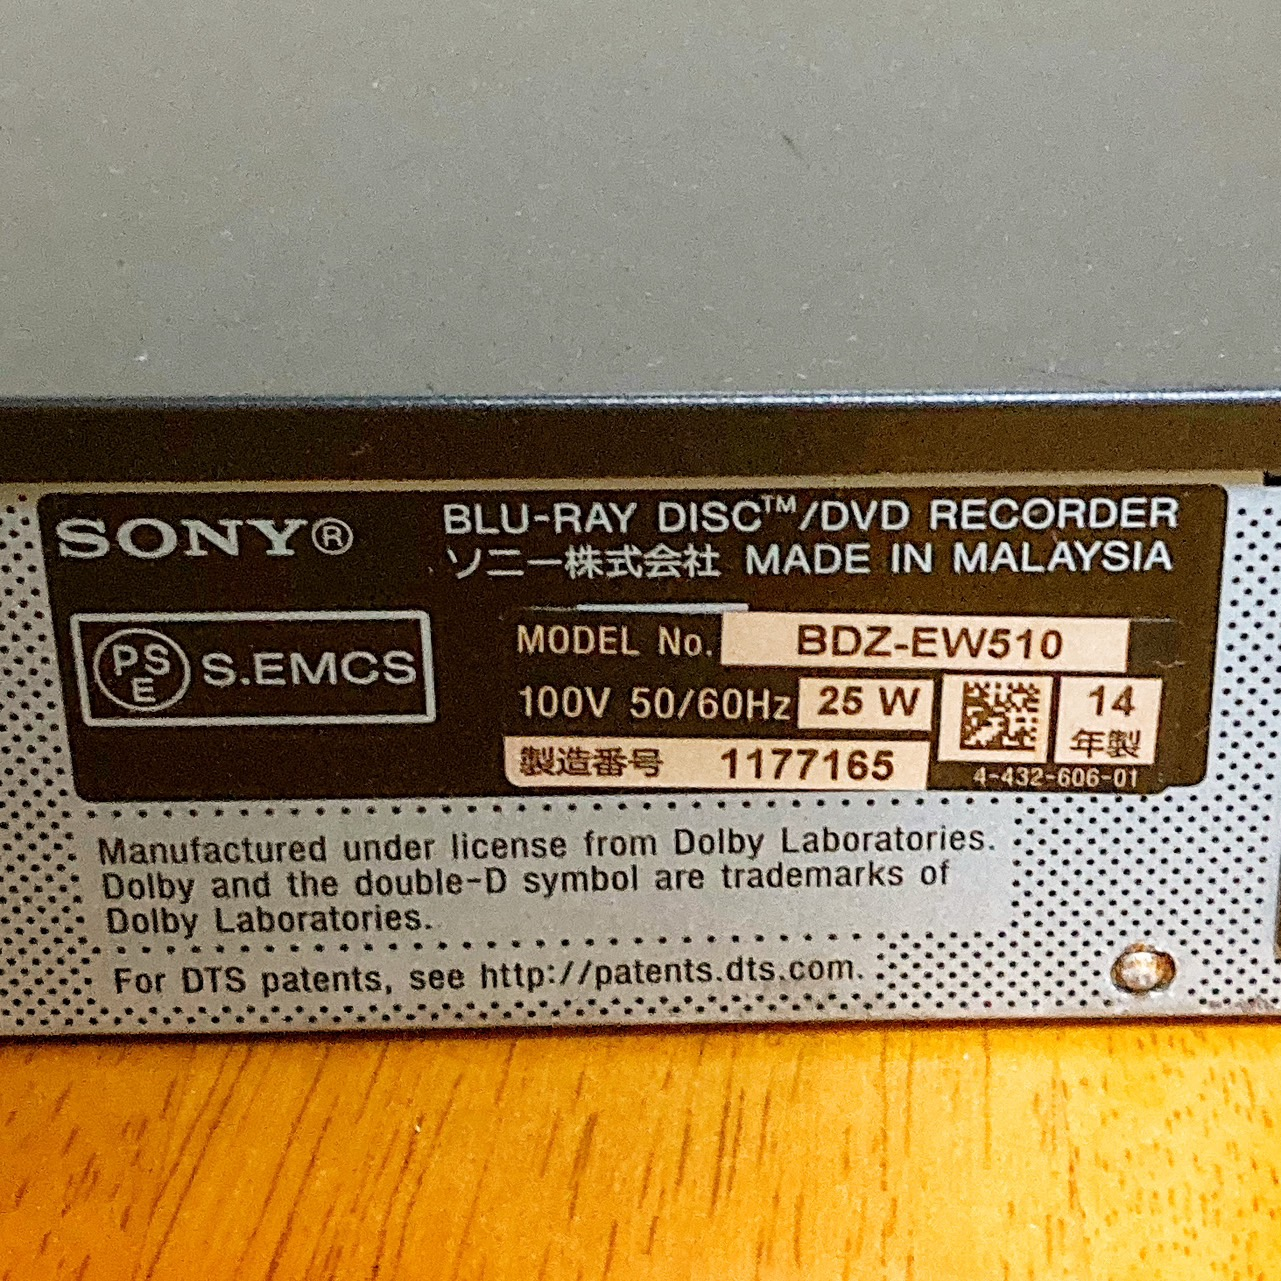 SONY®
BLU-RAY DISC™/DVD RECORDER
ソニー株式会社 MADE IN MALAYSIA
PSE S.EMCS
MODEL No. BDZ-EW510
100V 50/60Hz 25 W
14
年製
製造番号 1177165
4-432-606-01
Manufactured under license from Dolby Laboratories.
Dolby and the double-D symbol are trademarks of
Dolby Laboratories.
For DTS patents, see http://patents.dts.com.